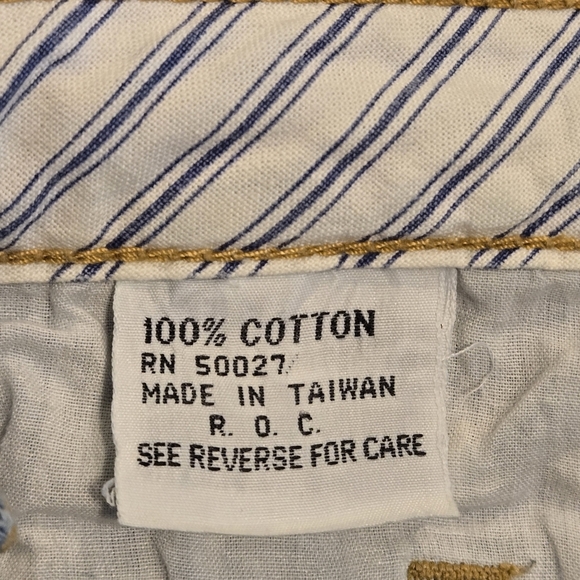 100% COTTON
RN 50027
MADE IN TAIWAN
R. O. C.
SEE REVERSE FOR CARE